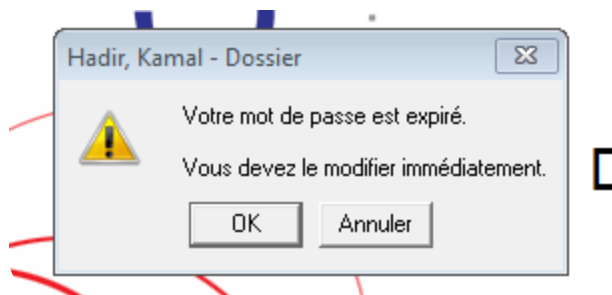 Hadir, Kamal - Dossier
Votre mot de passe est expiré.
Vous devez le modifier immédiatement.
OK
Annuler